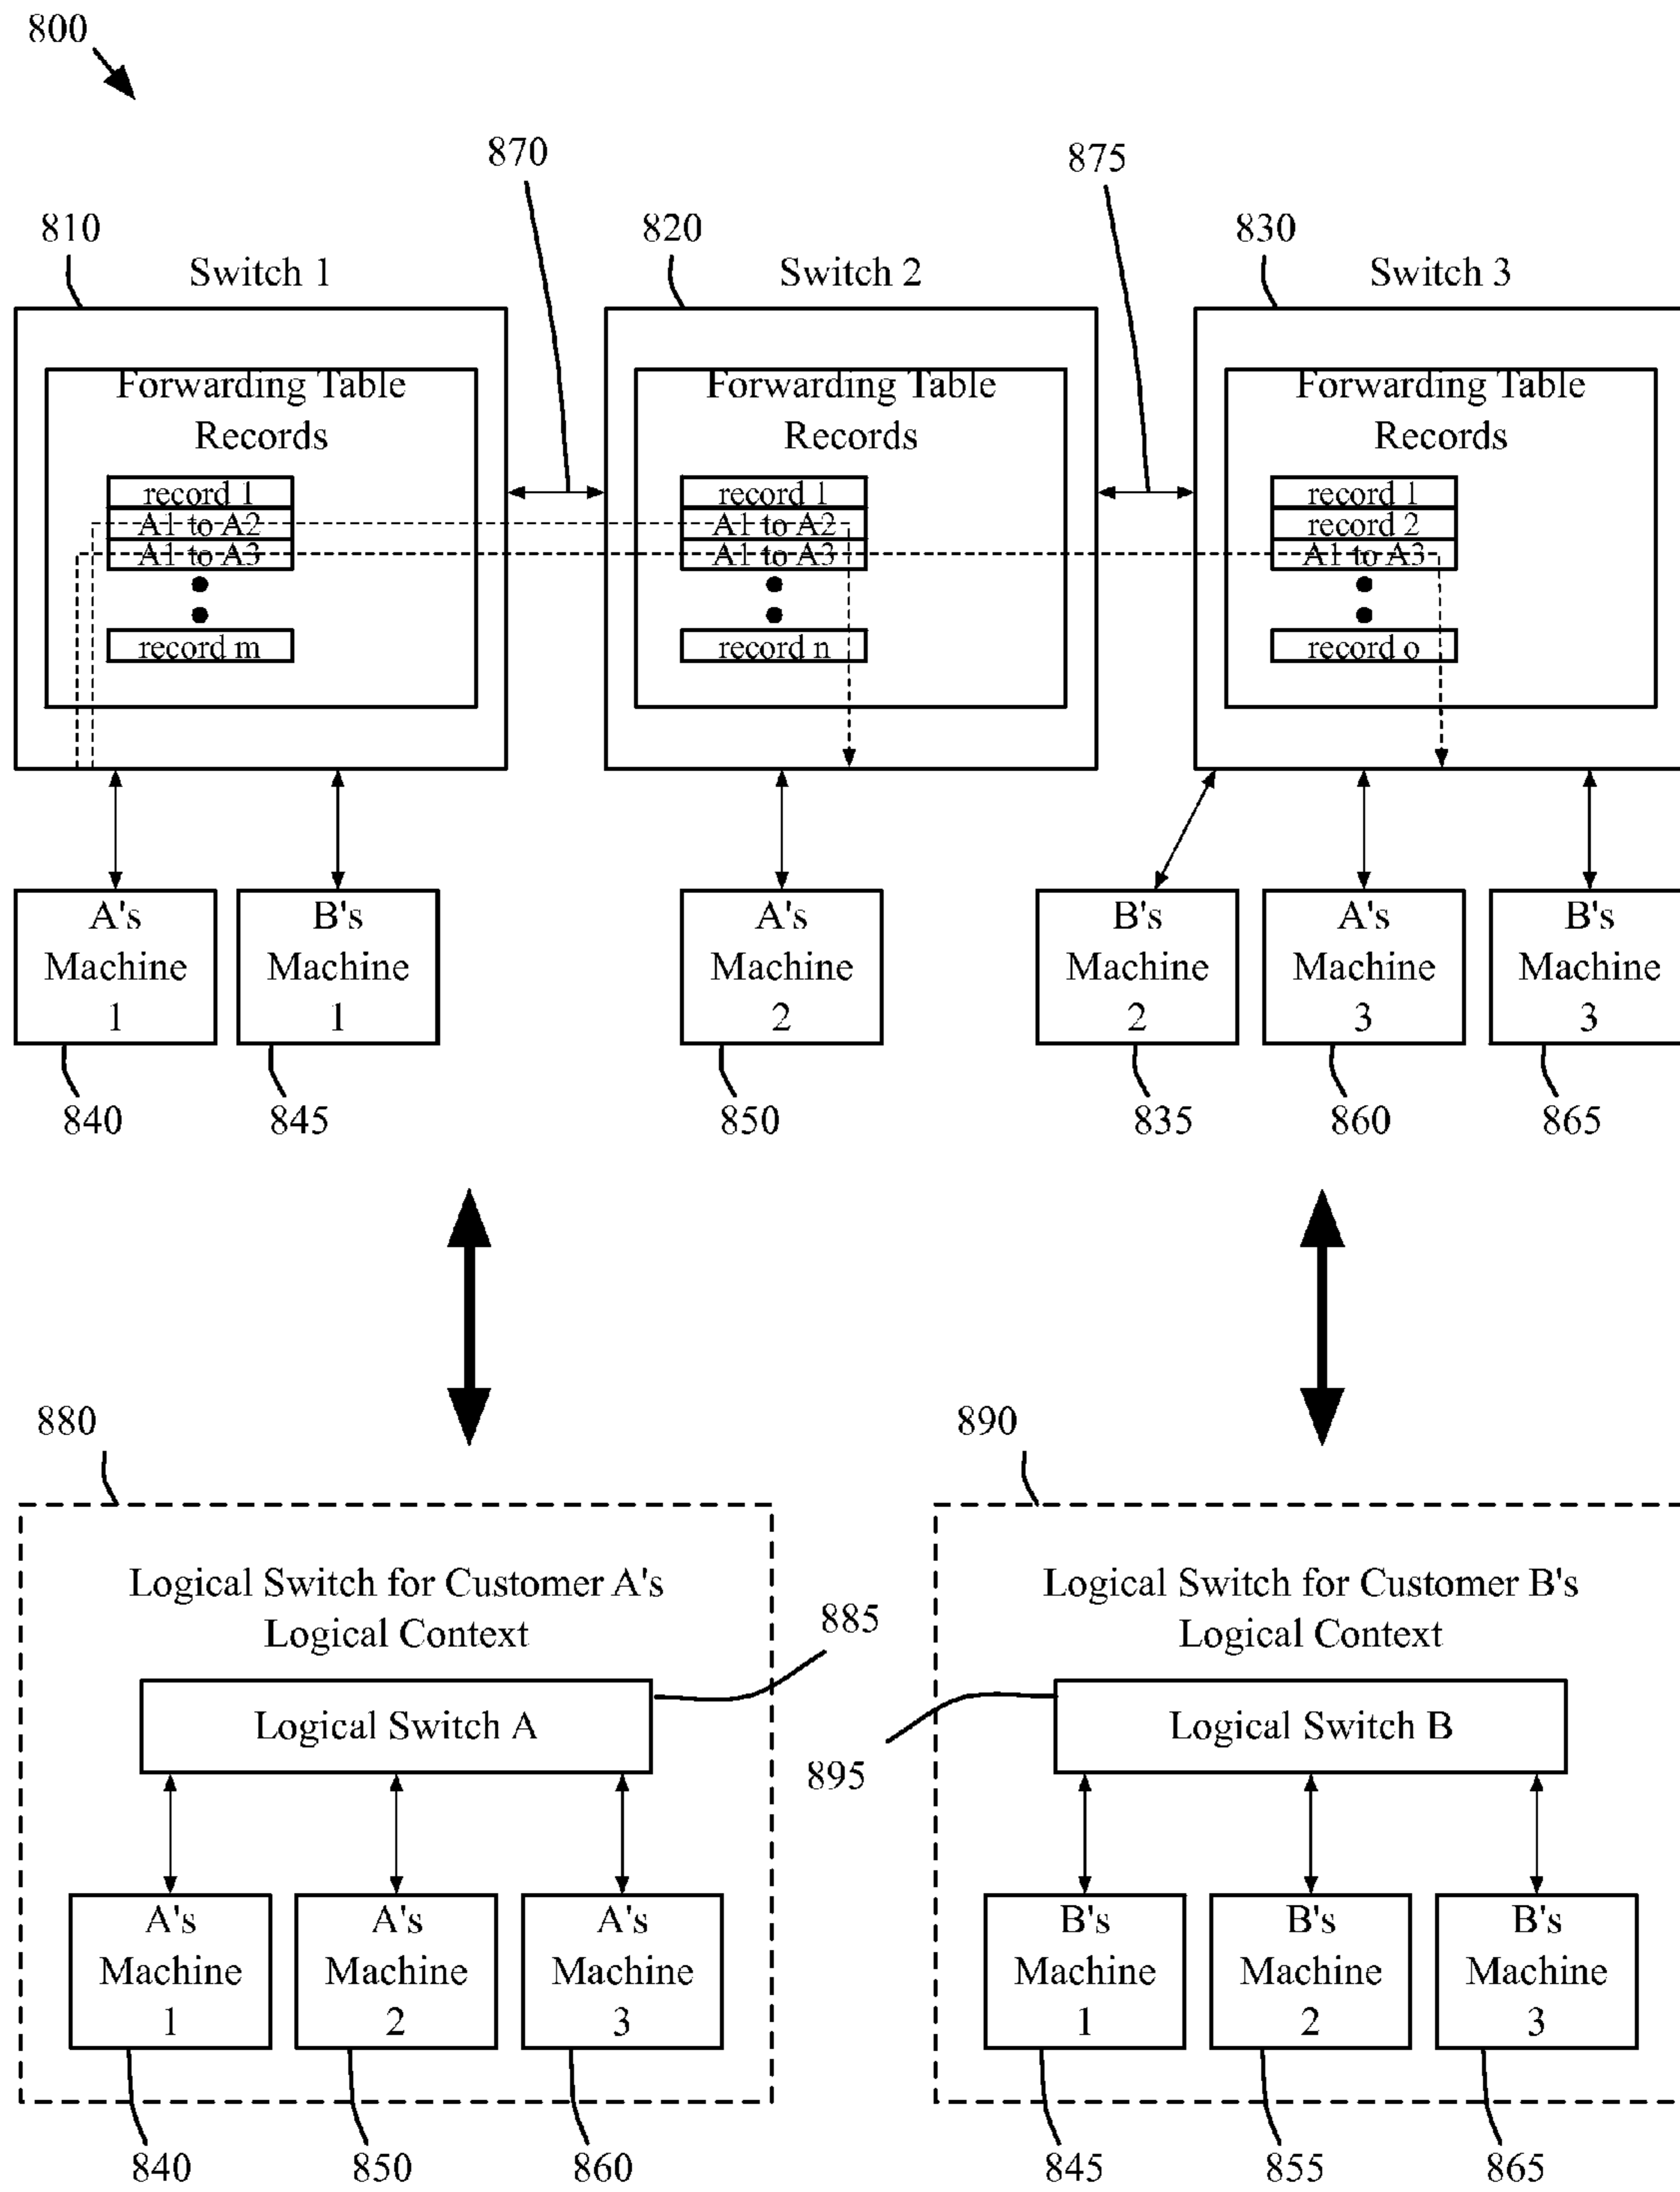 800
870
875
810
820
830
Switch 1
Switch 2
Switch 3
Forwarding Table
Records
record 1
A1 to A2
A1 to A3
record m
Forwarding Table
Records
record 1
A1 to A2
A1 to A3
record n
Forwarding Table
Records
record 1
record 2
A1 to A3
record o
A's
Machine
1
B's
Machine
1
A's
Machine
2
B's
Machine
2
A's
Machine
3
B's
Machine
3
840
845
850
835
860
865
880
890
Logical Switch for Customer A's
Logical Context
885
Logical Switch A
A's
Machine
1
A's
Machine
2
A's
Machine
3
840
850
860
Logical Switch for Customer B's
Logical Context
895
Logical Switch B
B's
Machine
1
B's
Machine
2
B's
Machine
3
845
855
865